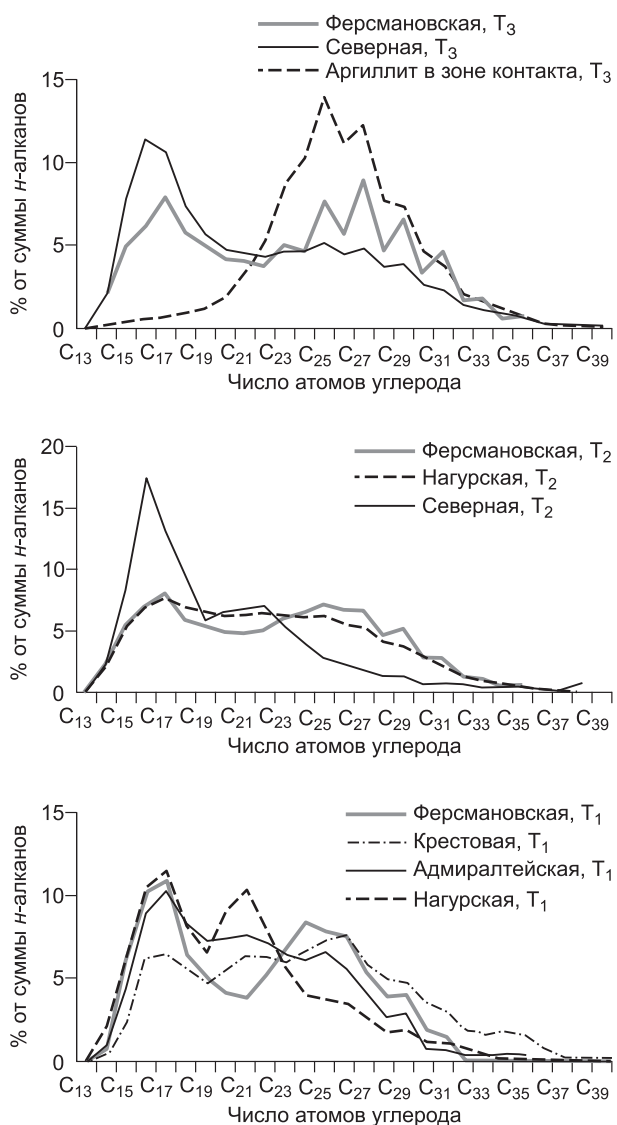 Ферсмановская, T3
Северная, T3
Аргиллит в зоне контакта, T3
% от суммы н-алканов
15
10
5
0
C13 C15 C17 C19 C21 C23 C25 C27 C29 C31 C33 C35 C37 C39
Число атомов углерода
Ферсмановская, T2
Нагурская, T2
Северная, T2
% от суммы н-алканов
20
15
10
5
0
C13 C15 C17 C19 C21 C23 C25 C27 C29 C31 C33 C35 C37 C39
Число атомов углерода
Ферсмановская, T1
Крестовая, T1
Адмиралтейская, T1
Нагурская, T1
% от суммы н-алканов
15
10
5
0
C13 C15 C17 C19 C21 C23 C25 C27 C29 C31 C33 C35 C37 C39
Число атомов углерода